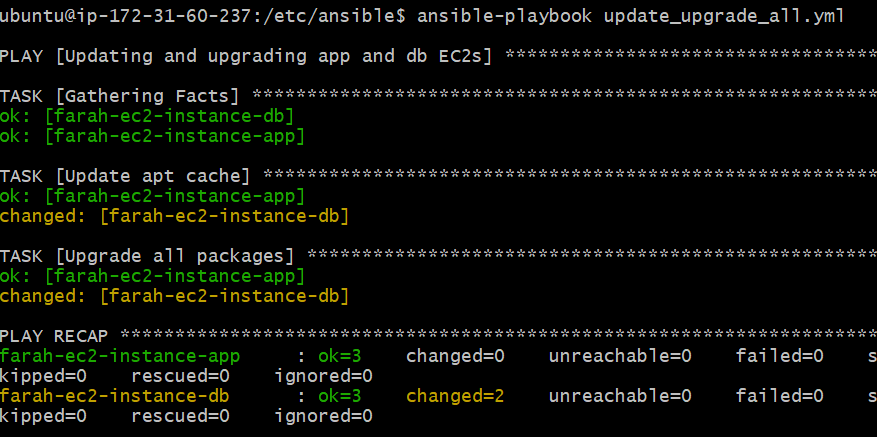 ubuntu@ip-172-31-60-237:/etc/ansible$ ansible-playbook update_upgrade_all.yml
PLAY [Updating and upgrading app and db EC2s] **********************************
TASK [Gathering Facts] *********************************************************
ok: [farah-ec2-instance-db]
ok: [farah-ec2-instance-app]
TASK [Update apt cache] ********************************************************
ok: [farah-ec2-instance-app]
changed: [farah-ec2-instance-db]
TASK [Upgrade all packages] ****************************************************
ok: [farah-ec2-instance-app]
changed: [farah-ec2-instance-db]
PLAY RECAP *********************************************************************
farah-ec2-instance-app     : ok=3    changed=0    unreachable=0    failed=0    s
kipped=0    rescued=0    ignored=0
farah-ec2-instance-db      : ok=3    changed=2    unreachable=0    failed=0    s
kipped=0    rescued=0    ignored=0